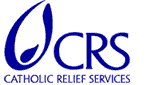 CRS
CATHOLIC RELIEF SERVICES